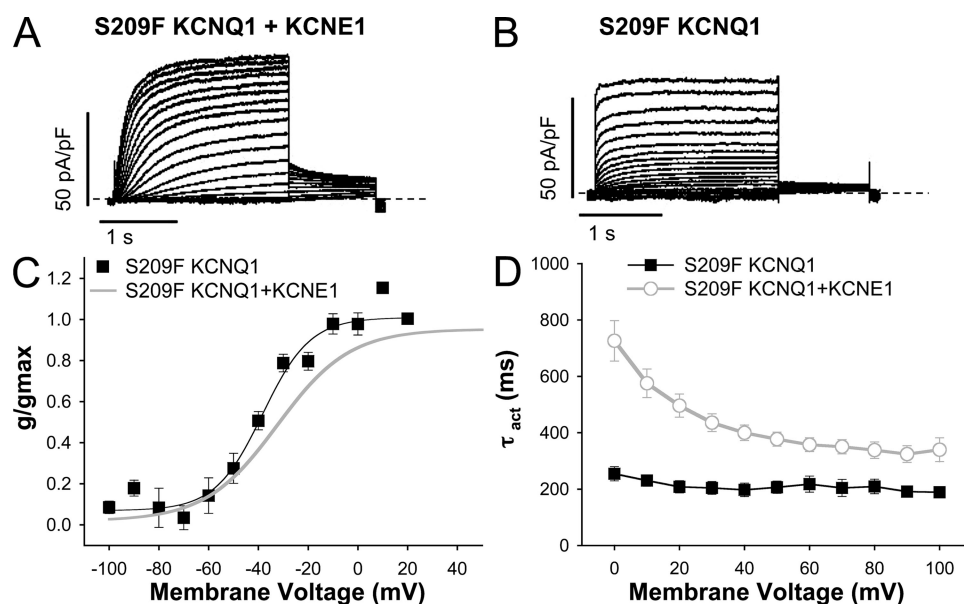 A S209F KCNQ1 + KCNE1
50 pA/pF
1 s
B S209F KCNQ1
50 pA/pF
1 s
C
S209F KCNQ1
S209F KCNQ1+KCNE1
1.2
1.0
0.8
0.6
0.4
0.2
0.0
g/gmax
-100 -80 -60 -40 -20 0 20 40
Membrane Voltage (mV)
D
S209F KCNQ1
S209F KCNQ1+KCNE1
1000
800
600
400
200
0
τ act (ms)
0 20 40 60 80 100
Membrane Voltage (mV)